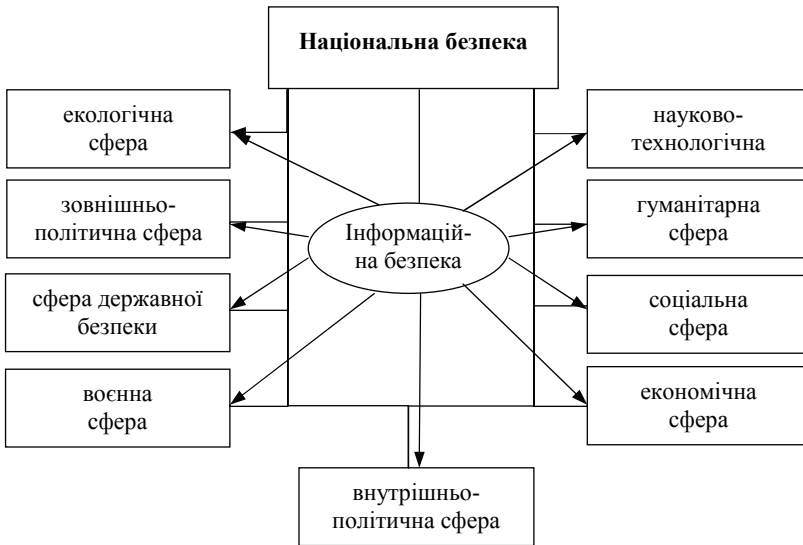 Національна безпека
екологічна
сфера
зовнішньо-
політична сфера
сфера державної
безпеки
воєнна
сфера
Інформацій-
на безпека
науково-
технологічна
гуманітарна
сфера
соціальна
сфера
економічна
сфера
внутрішньо-
політична сфера